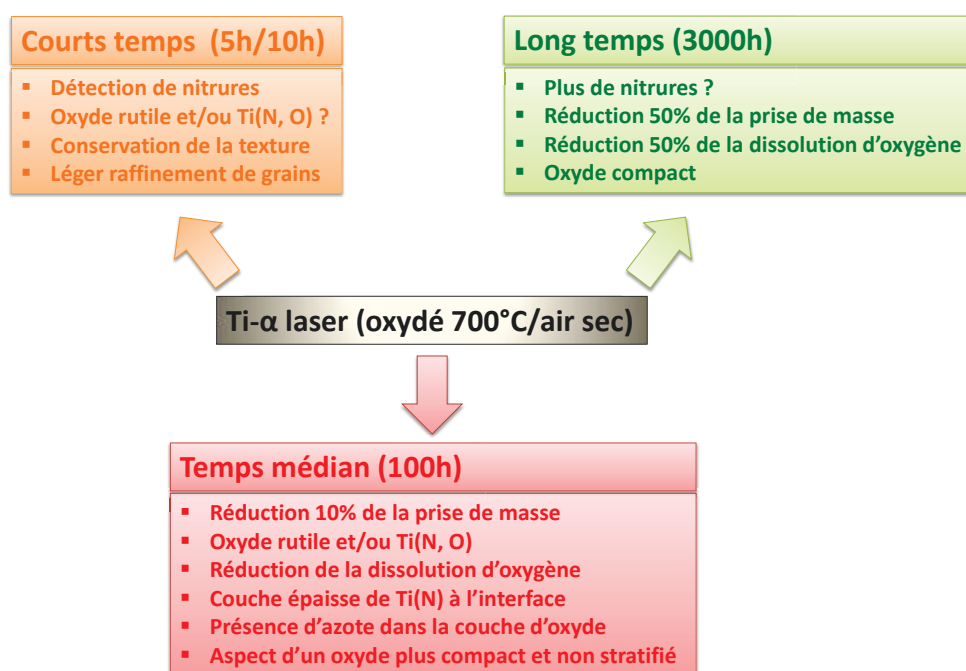 Courts temps (5h/10h)
▪ Détection de nitrures
▪ Oxyde rutile et/ou Ti(N, O) ?
▪ Conservation de la texture
▪ Léger raffinement de grains
Long temps (3000h)
▪ Plus de nitrures ?
▪ Réduction 50% de la prise de masse
▪ Réduction 50% de la dissolution d’oxygène
▪ Oxyde compact
Ti-α laser (oxydé 700°C/air sec)
Temps médian (100h)
▪ Réduction 10% de la prise de masse
▪ Oxyde rutile et/ou Ti(N, O)
▪ Réduction de la dissolution d’oxygène
▪ Couche épaisse de Ti(N) à l’interface
▪ Présence d’azote dans la couche d’oxyde
▪ Aspect d’un oxyde plus compact et non stratifié